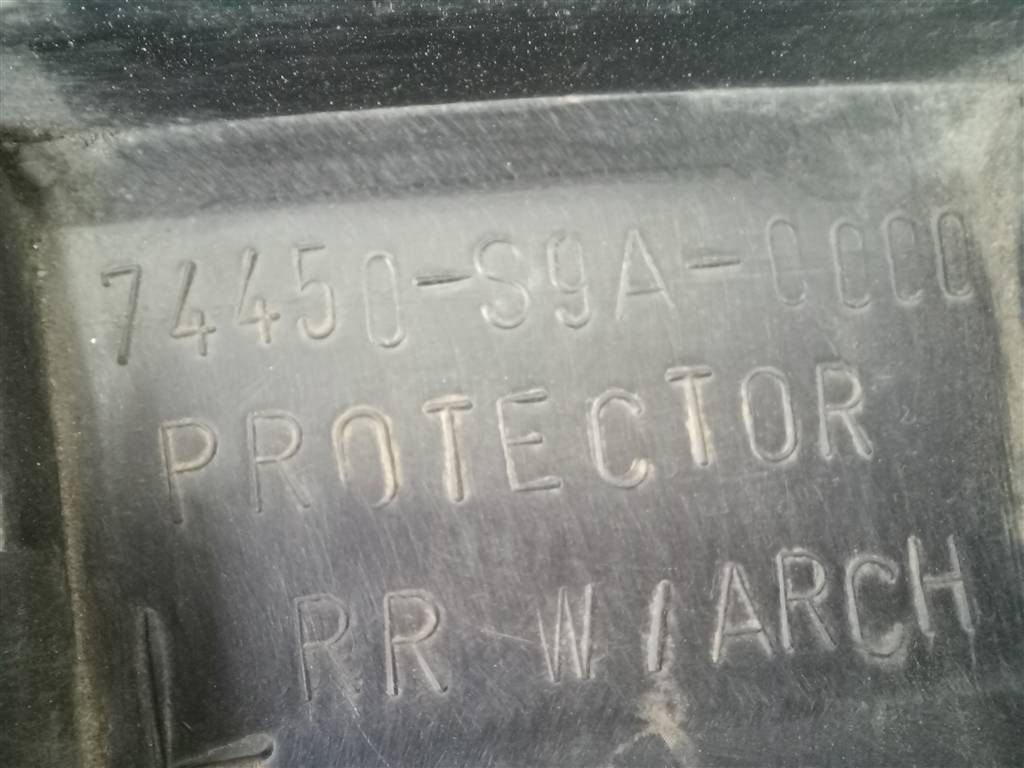 74450-S9A-0000
PROTECTOR
RR W/ARCH
L